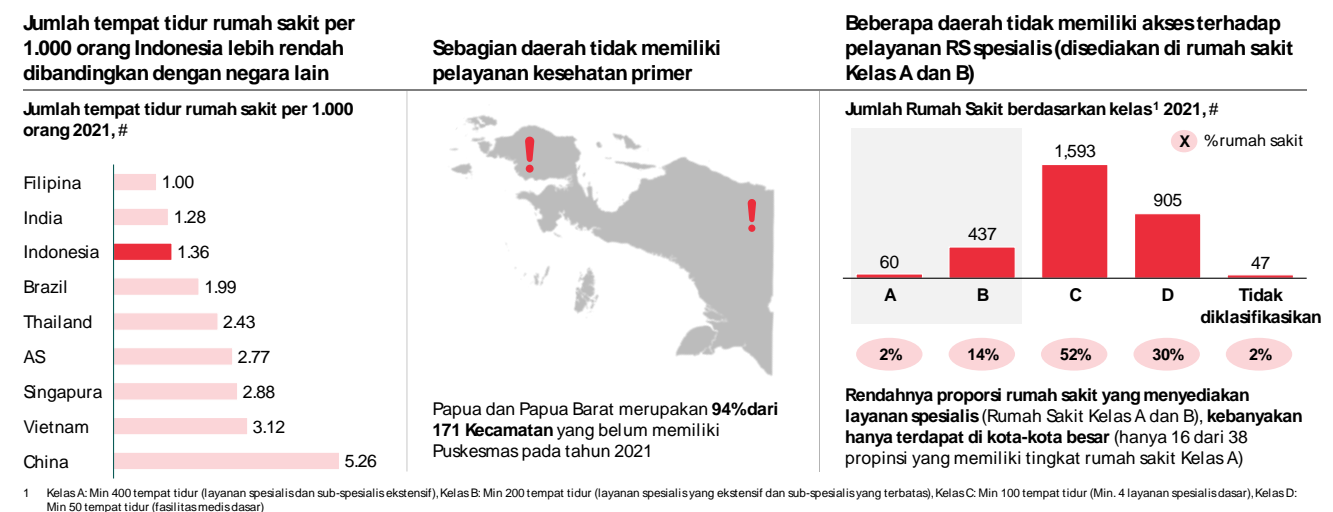 Jumlah tempat tidur rumah sakit per
1.000 orang Indonesia lebih rendah
dibandingkan dengan negara lain
Jumlah tempat tidur rumah sakit per 1.000
orang 2021, #
Filipina 1.00
India 1.28
Indonesia 1.36
Brazil 1.99
Thailand 2.43
AS 2.77
Singapura 2.88
Vietnam 3.12
China 5.26
Sebagian daerah tidak memiliki
pelayanan kesehatan primer
!
!
Papua dan Papua Barat merupakan 94% dari
171 Kecamatan yang belum memiliki
Puskesmas pada tahun 2021
Beberapa daerah tidak memiliki akses terhadap
pelayanan RS spesialis (disediakan di rumah sakit
Kelas A dan B)
Jumlah Rumah Sakit berdasarkan kelas¹ 2021, #
X % rumah sakit
60 437 1,593 905 47
A B C D Tidak
diklasifikasikan
2% 14% 52% 30% 2%
Rendahnya proporsi rumah sakit yang menyediakan
layanan spesialis (Rumah Sakit Kelas A dan B), kebanyakan
hanya terdapat di kota-kota besar (hanya 16 dari 38
propinsi yang memiliki tingkat rumah sakit Kelas A)
1 Kelas A: Min 400 tempat tidur (layanan spesialis dan sub-spesialis ekstensif), Kelas B: Min 200 tempat tidur (layanan spesialis yang ekstensif dan sub-spesialis yang terbatas), Kelas C: Min 100 tempat tidur (Min. 4 layanan spesialis dasar), Kelas D:
Min 50 tempat tidur (fasilitas medis dasar)